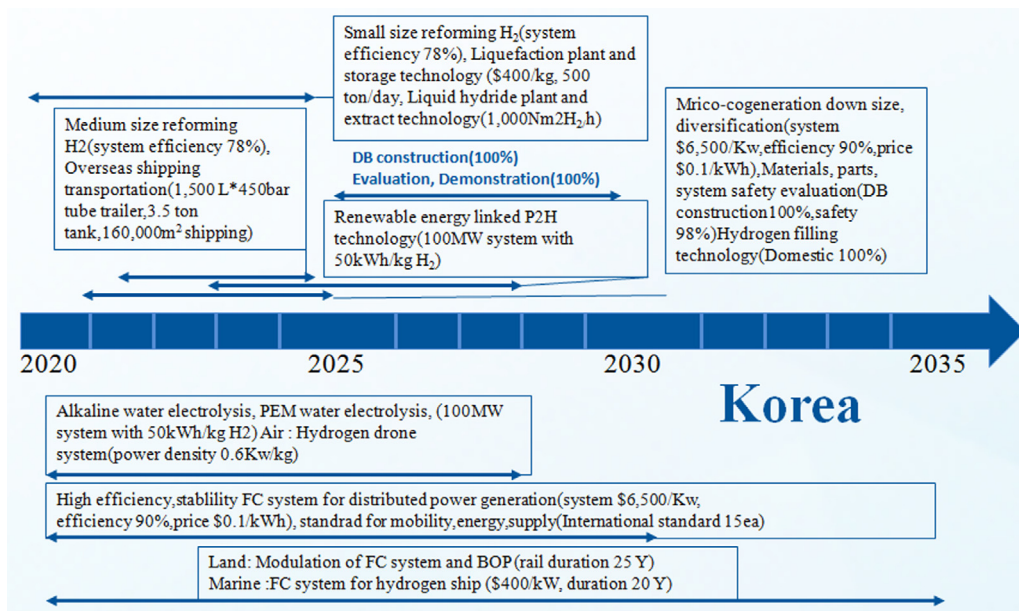 Small size reforming H2(system
efficiency 78%), Liquefaction plant and
storage technology ($400/kg, 500
ton/day, Liquid hydride plant and
extract technology(1,000Nm2H2/h)
Medium size reforming
H2(system efficiency 78%),
Overseas shipping
transportation(1,500 L*450bar
tube trailer,3.5 ton
tank,160,000m2 shipping)
DB construction(100%)
Evaluation, Demonstration(100%)
Renewable energy linked P2H
technology(100MW system with
50kWh/kg H2)
Mrico-cogeneration down size,
diversification(system
$6,500/Kw,efficiency 90%,price
$0.1/kWh),Materials, parts,
system safety evaluation(DB
construction100%,safety
98%)Hydrogen filling
technology(Domestic 100%)
2020 2025 2030 2035
Korea
Alkaline water electrolysis, PEM water electrolysis, (100MW
system with 50kWh/kg H2) Air : Hydrogen drone
system(power density 0.6Kw/kg)
High efficiency,stablility FC system for distributed power generation(system $6,500/Kw,
efficiency 90%,price $0.1/kWh), standrad for mobility,energy,supply(International standard 15ea)
Land: Modulation of FC system and BOP (rail duration 25 Y)
Marine :FC system for hydrogen ship ($400/kW, duration 20 Y)